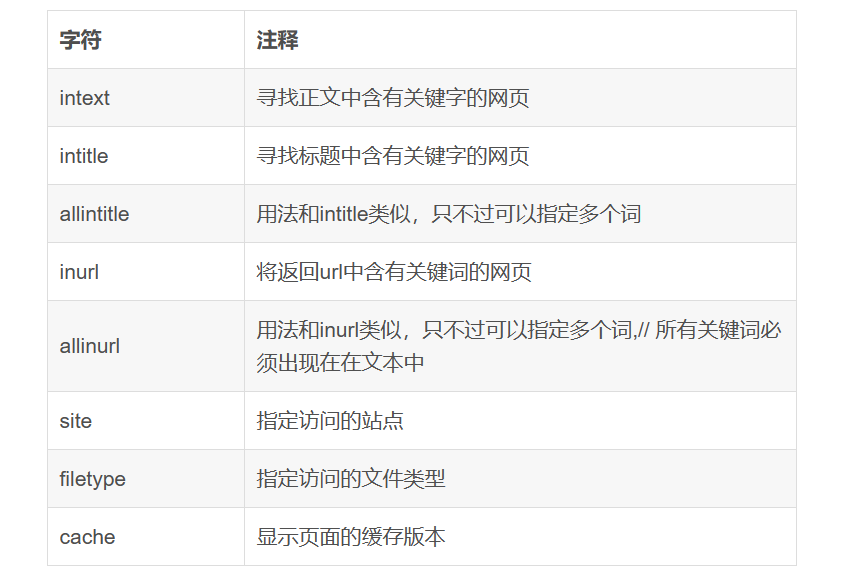 字符 注释
intext 寻找正文中含有关键字的网页
intitle 寻找标题中含有关键字的网页
allintitle 用法和intitle类似，只不过可以指定多个词
inurl 将返回url中含有关键词的网页
allinurl 用法和inurl类似，只不过可以指定多个词,// 所有关键词必
须出现在在文本中
site 指定访问的站点
filetype 指定访问的文件类型
cache 显示页面的缓存版本